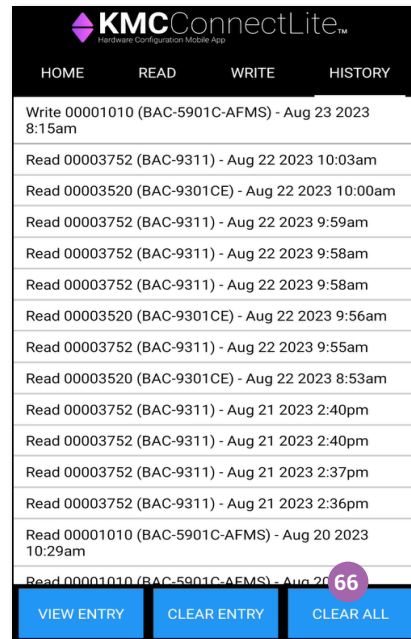 KMCConnectLite™
Hardware Configuration Mobile App
HOME READ WRITE HISTORY
Write 00001010 (BAC-5901C-AFMS) - Aug 23 2023
8:15am
Read 00003752 (BAC-9311) - Aug 22 2023 10:03am
Read 00003520 (BAC-9301CE) - Aug 22 2023 10:00am
Read 00003752 (BAC-9311) - Aug 22 2023 9:59am
Read 00003752 (BAC-9311) - Aug 22 2023 9:58am
Read 00003752 (BAC-9311) - Aug 22 2023 9:58am
Read 00003520 (BAC-9301CE) - Aug 22 2023 9:56am
Read 00003752 (BAC-9311) - Aug 22 2023 9:55am
Read 00003520 (BAC-9301CE) - Aug 22 2023 8:53am
Read 00003752 (BAC-9311) - Aug 21 2023 2:40pm
Read 00003752 (BAC-9311) - Aug 21 2023 2:40pm
Read 00003752 (BAC-9311) - Aug 21 2023 2:37pm
Read 00003752 (BAC-9311) - Aug 21 2023 2:36pm
Read 00001010 (BAC-5901C-AFMS) - Aug 20 2023
10:29am
Read 00001010 (BAC-5901C-AFMS) - Aug 20
66
VIEW ENTRY CLEAR ENTRY CLEAR ALL